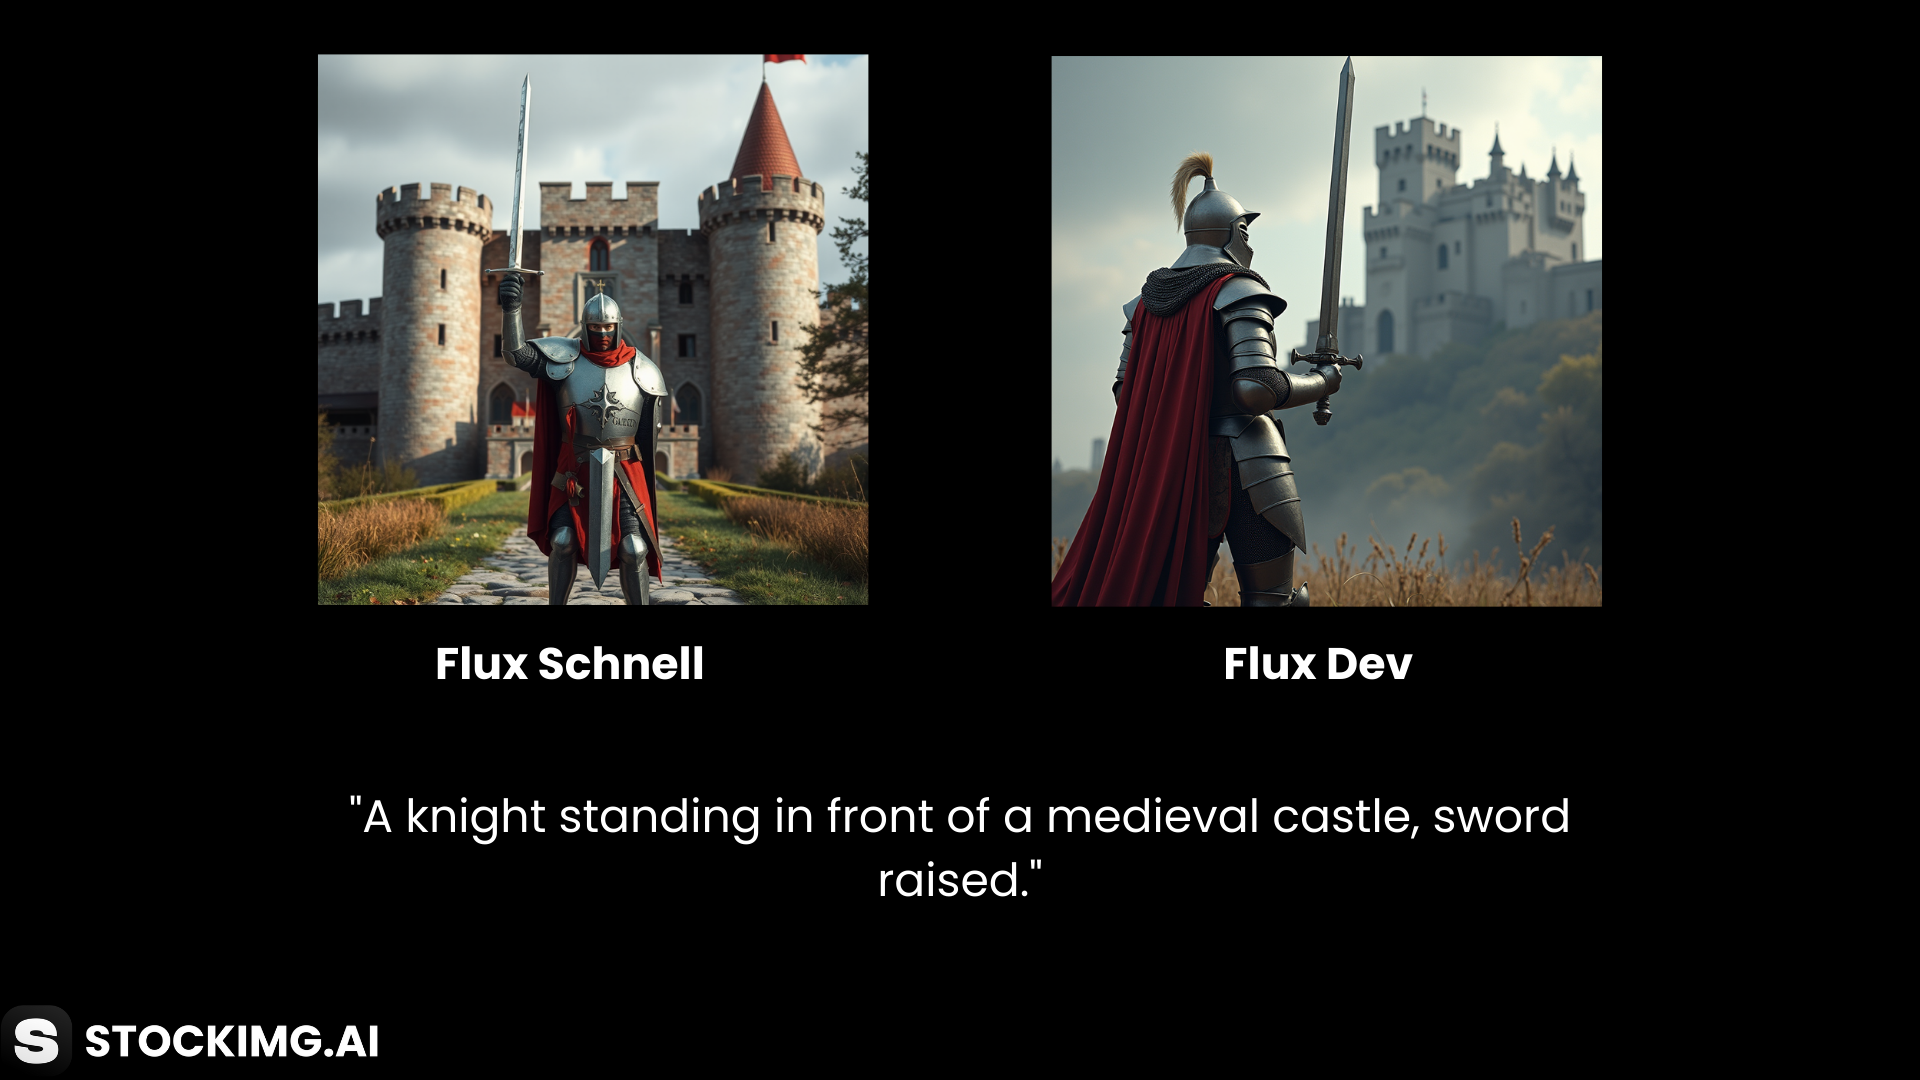 Flux Schnell
Flux Dev
"A knight standing in front of a medieval castle, sword
raised."
S STOCKIMG.AI